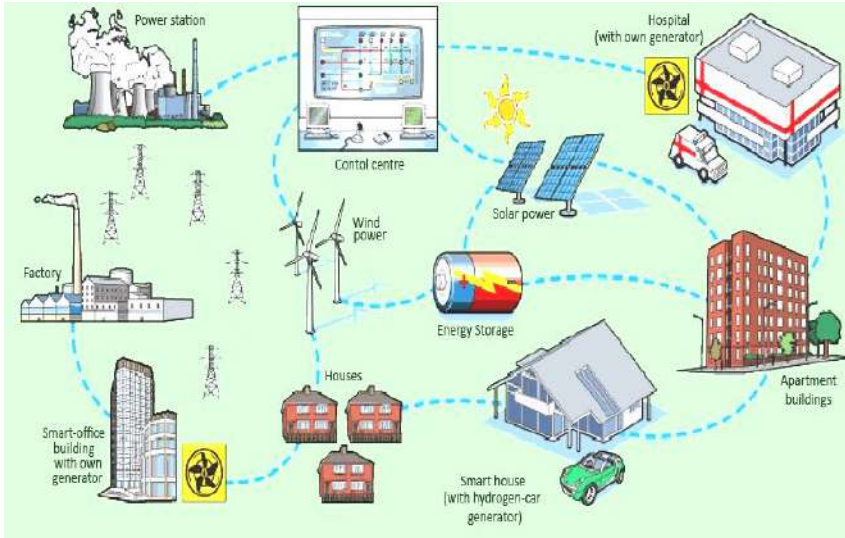 Power station
Hospital
(with own generator)
Contol centre
Solar power
Wind
power
Factory
Energy Storage
Houses
Apartment
buildings
Smart-office
building
with own
generator
Smart house
(with hydrogen-car
generator)